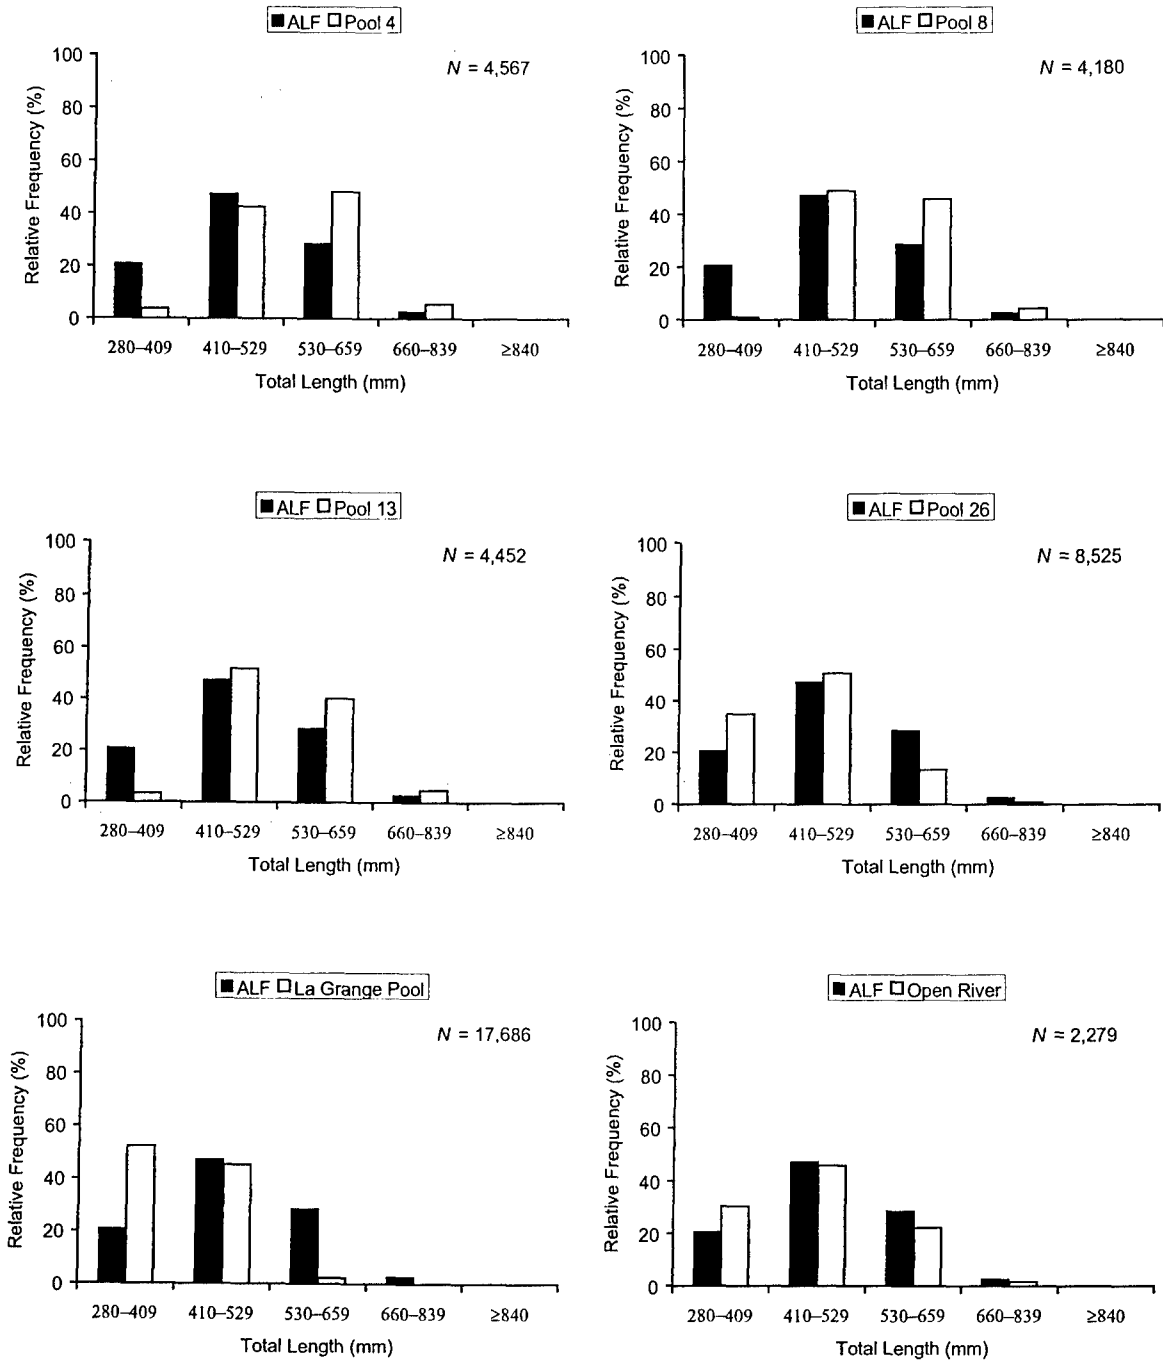 ■ ALF □ Pool 4
N = 4,567
Relative Frequency (%)
100
80
60
40
20
0
280–409 410–529 530–659 660–839 ≥840
Total Length (mm)
■ ALF □ Pool 8
N = 4,180
Relative Frequency (%)
100
80
60
40
20
0
280–409 410–529 530–659 660–839 ≥840
Total Length (mm)
■ ALF □ Pool 13
N = 4,452
Relative Frequency (%)
100
80
60
40
20
0
280–409 410–529 530–659 660–839 ≥840
Total Length (mm)
■ ALF □ Pool 26
N = 8,525
Relative Frequency (%)
100
80
60
40
20
0
280–409 410–529 530–659 660–839 ≥840
Total Length (mm)
■ ALF □ La Grange Pool
N = 17,686
Relative Frequency (%)
100
80
60
40
20
0
280–409 410–529 530–659 660–839 ≥840
Total Length (mm)
■ ALF □ Open River
N = 2,279
Relative Frequency (%)
100
80
60
40
20
0
280–409 410–529 530–659 660–839 ≥840
Total Length (mm)